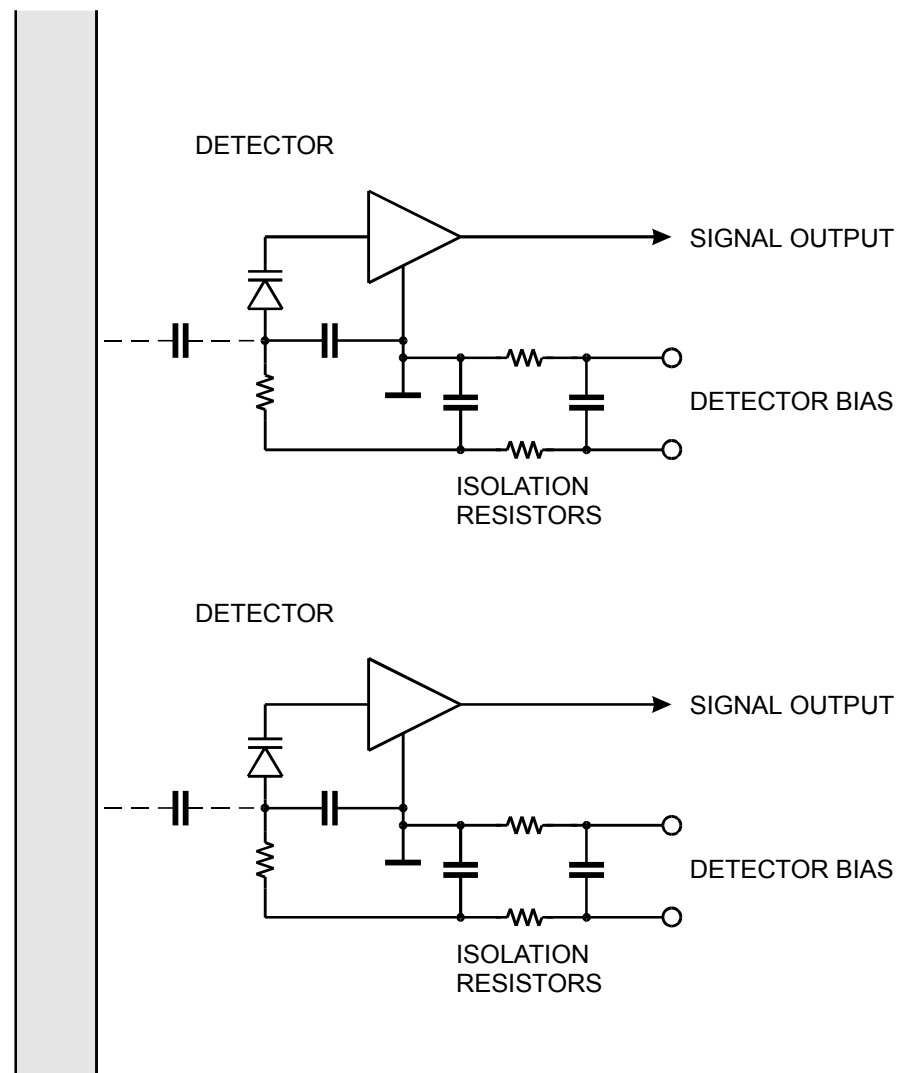 DETECTOR
SIGNAL OUTPUT
DETECTOR BIAS
ISOLATION
RESISTORS
DETECTOR
SIGNAL OUTPUT
DETECTOR BIAS
ISOLATION
RESISTORS